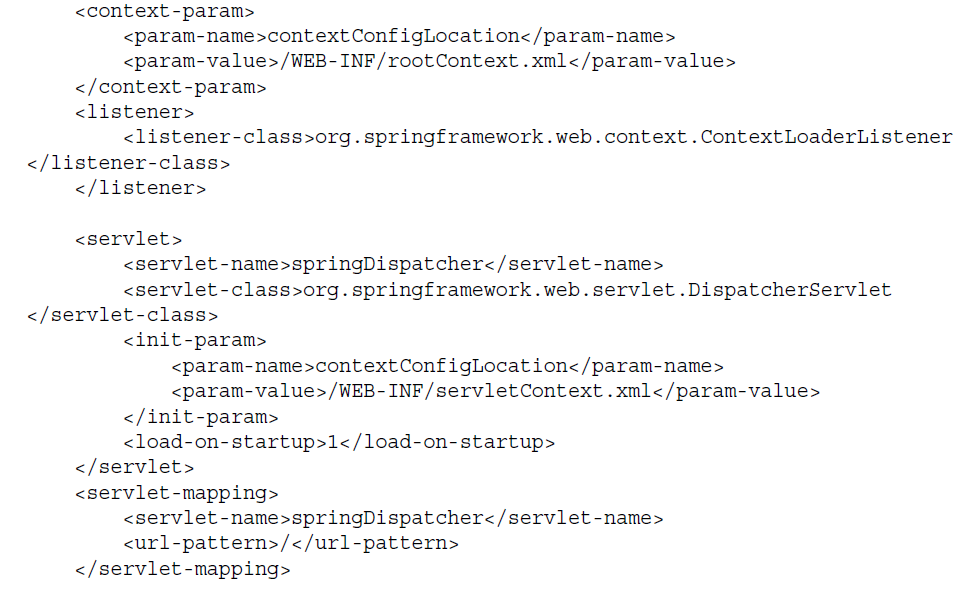 <context-param>
<param-name>contextConfigLocation</param-name>
<param-value>/WEB-INF/rootContext.xml</param-value>
</context-param>
<listener>
<listener-class>org.springframework.web.context.ContextLoaderListener
</listener-class>
</listener>
<servlet>
<servlet-name>springDispatcher</servlet-name>
<servlet-class>org.springframework.web.servlet.DispatcherServlet
</servlet-class>
<init-param>
<param-name>contextConfigLocation</param-name>
<param-value>/WEB-INF/servletContext.xml</param-value>
</init-param>
<load-on-startup>1</load-on-startup>
</servlet>
<servlet-mapping>
<servlet-name>springDispatcher</servlet-name>
<url-pattern>/</url-pattern>
</servlet-mapping>